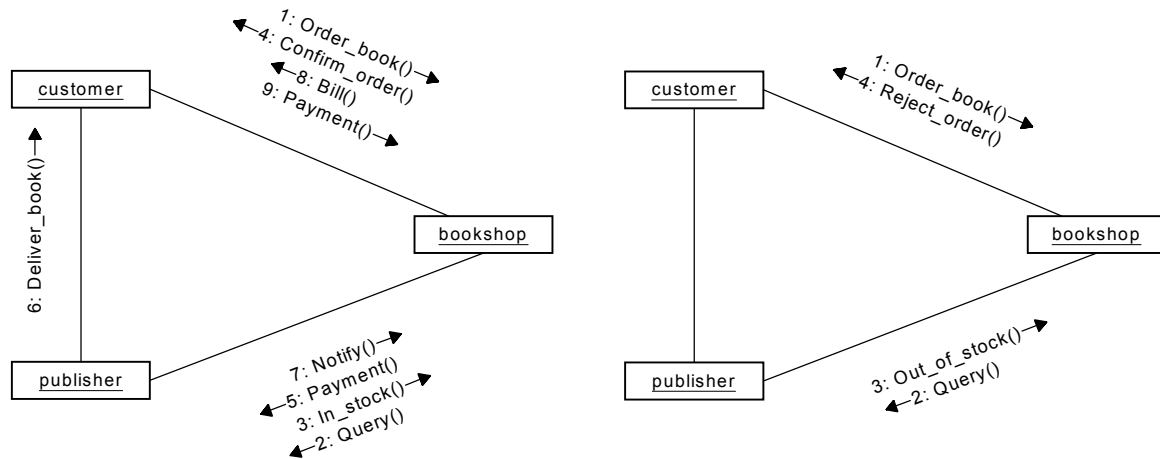 1: Order_book()
4: Confirm_order()
8: Bill()
9: Payment()
customer
bookshop
6: Deliver_book()
publisher
7: Notify()
5: Payment()
3: In_stock()
2: Query()
1: Order_book()
4: Reject_order()
customer
bookshop
publisher
3: Out_of_stock()
2: Query()